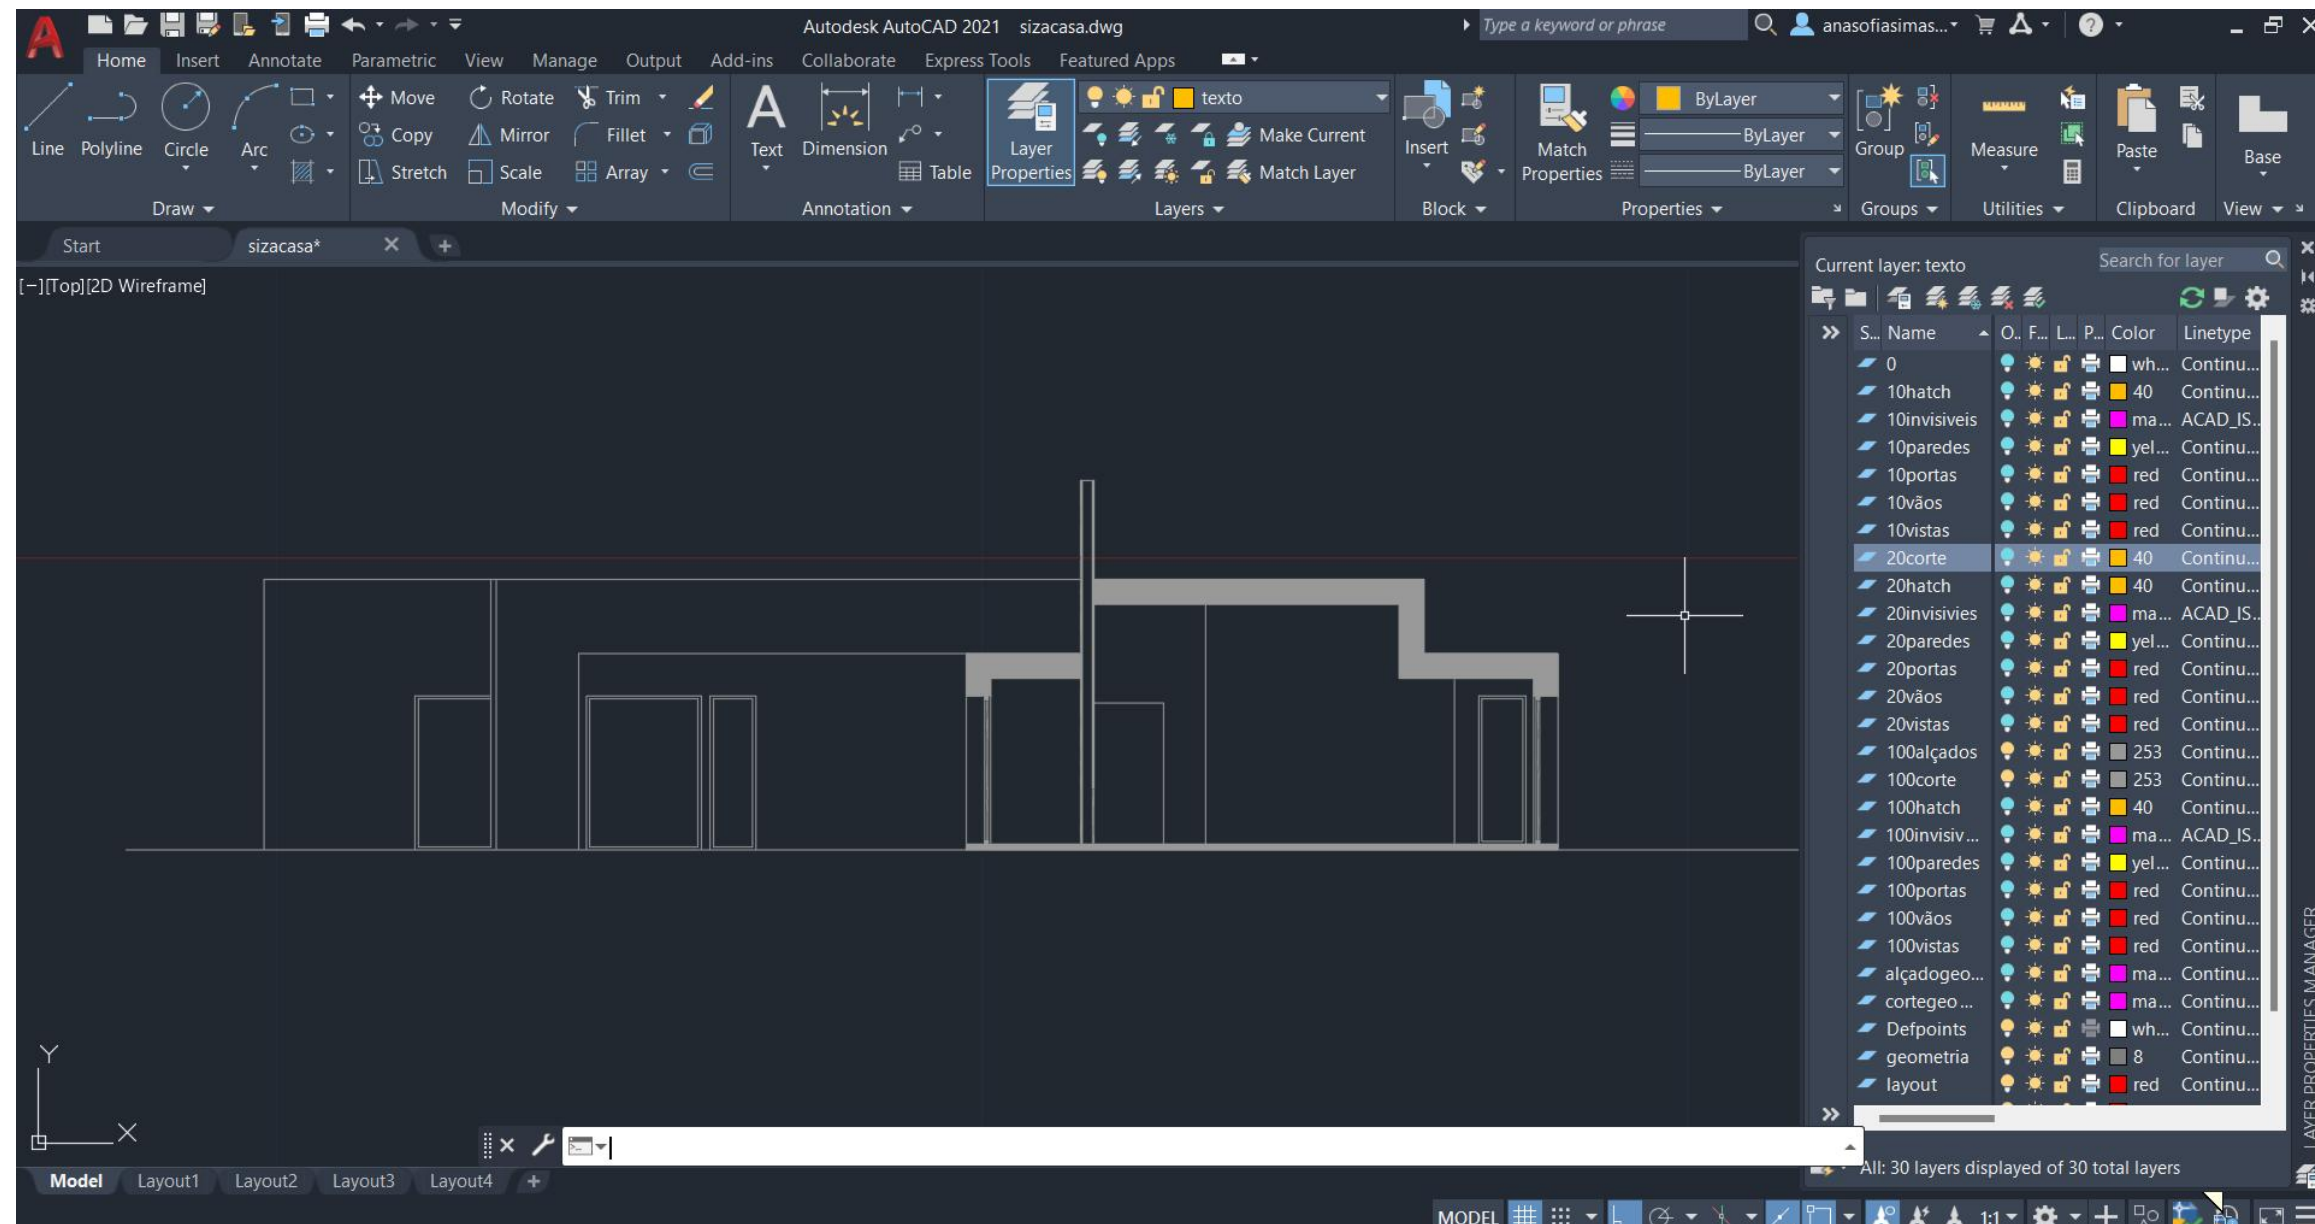 Autodesk AutoCAD 2021 sizacasa.dwg
Type a keyword or phrase
anasofiasimas...
Home Insert Annotate Parametric View Manage Output Add-ins Collaborate Express Tools Featured Apps
Line Polyline Circle Arc
Move Rotate Trim
Copy Mirror Fillet
Stretch Scale Array
Text Dimension
Table
Layer Properties
texto
Make Current
Match Layer
Insert
Match Properties
ByLayer
ByLayer
ByLayer
Group
Measure
Paste
Base
Draw Modify Annotation Layers Block Properties Groups Utilities Clipboard View
Start sizacasa*
[−][Top][2D Wireframe]
Current layer: texto
Search for layer
S... Name O.. F... L... P... Color Linetype
0 wh... Continu...
10hatch 40 Continu...
10invisiveis ma... ACAD_IS...
10paredes yel... Continu...
10portas red Continu...
10vãos red Continu...
10vistas red Continu...
20corte 40 Continu...
20hatch 40 Continu...
20invisivies ma... ACAD_IS...
20paredes yel... Continu...
20portas red Continu...
20vãos red Continu...
20vistas red Continu...
100alçados 253 Continu...
100corte 253 Continu...
100hatch 40 Continu...
100invisiv... ma... ACAD_IS...
100paredes yel... Continu...
100portas red Continu...
100vãos red Continu...
100vistas red Continu...
alçadogeo... ma... Continu...
cortegeo... ma... Continu...
Defpoints wh... Continu...
geometria 8 Continu...
layout red Continu...
All: 30 layers displayed of 30 total layers
LAYER PROPERTIES MANAGER
Y
X
Model Layout1 Layout2 Layout3 Layout4
MODEL 1:1